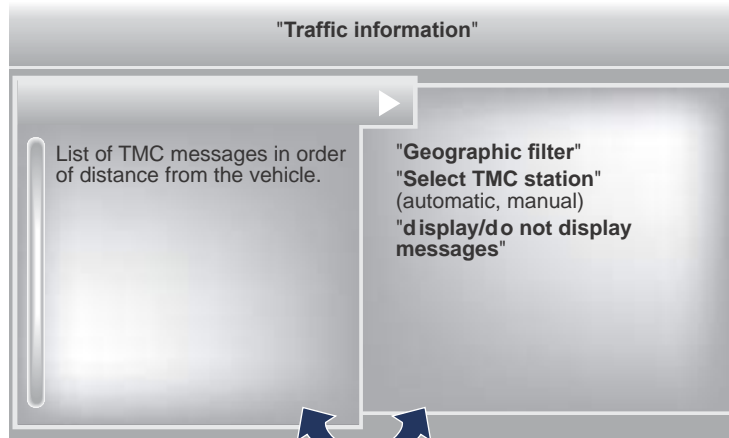 "Traffic information"
List of TMC messages in order
of distance from the vehicle.
"Geographic filter"
"Select TMC station"
(automatic, manual)
"display/do not display
messages"